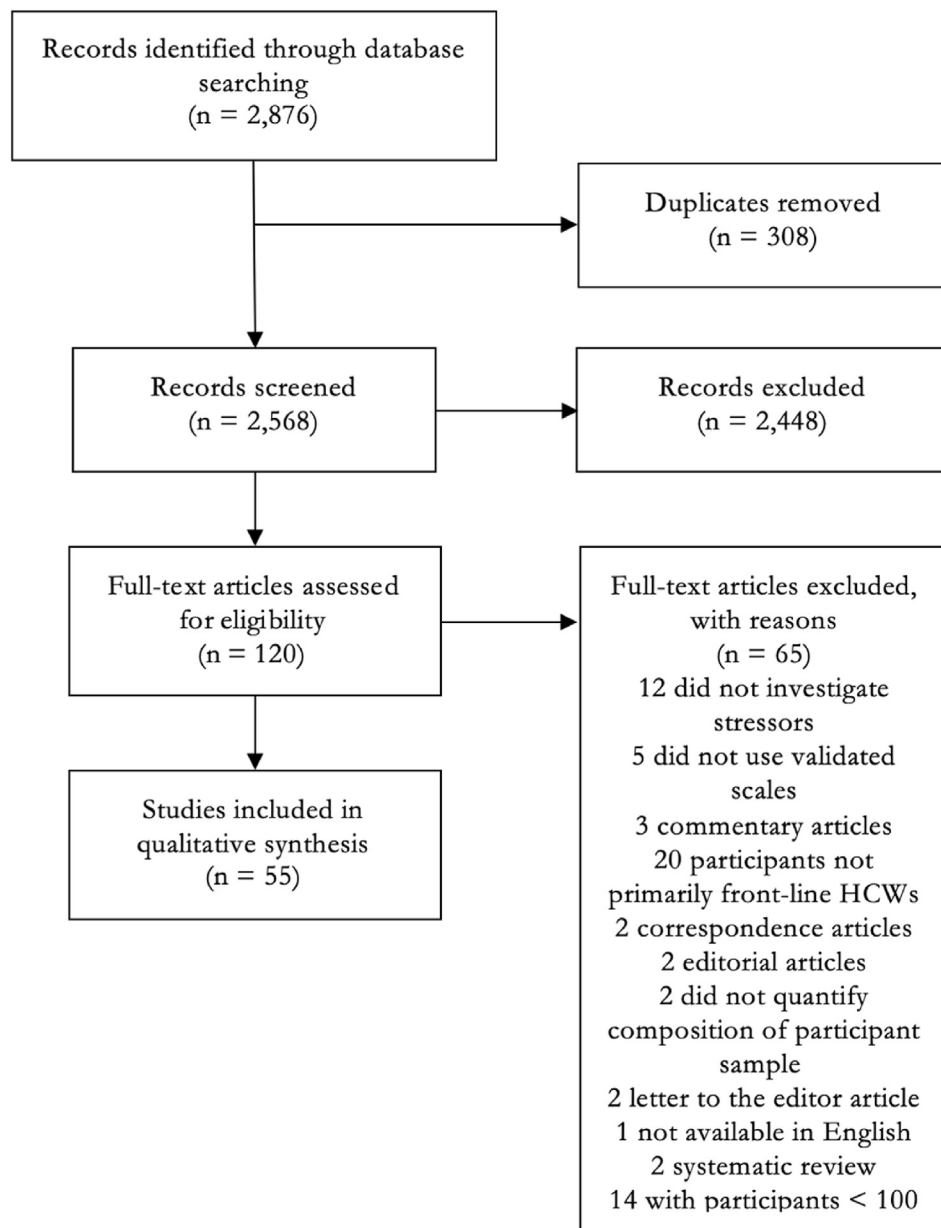 Records identified through database
searching
(n = 2,876)
Duplicates removed
(n = 308)
Records screened
(n = 2,568)
Records excluded
(n = 2,448)
Full-text articles assessed
for eligibility
(n = 120)
Full-text articles excluded,
with reasons
(n = 65)
12 did not investigate
stressors
5 did not use validated
scales
3 commentary articles
20 participants not
primarily front-line HCWs
2 correspondence articles
2 editorial articles
2 did not quantify
composition of participant
sample
2 letter to the editor article
1 not available in English
2 systematic review
14 with participants < 100
Studies included in
qualitative synthesis
(n = 55)